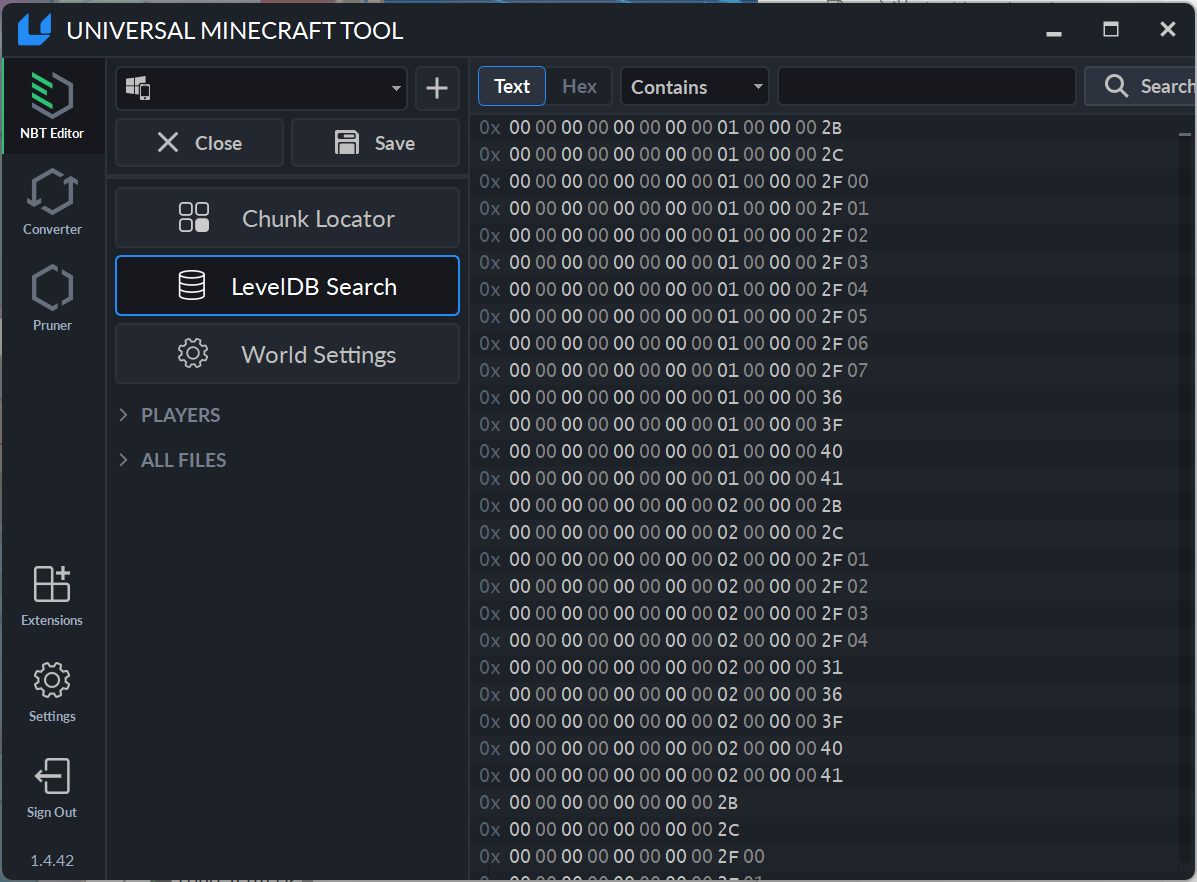 UNIVERSAL MINECRAFT TOOL
NBT Editor
Converter
Pruner
Extensions
Settings
Sign Out
1.4.42
Close
Save
Chunk Locator
LevelDB Search
World Settings
PLAYERS
ALL FILES
Text Hex Contains Search
0x 00 00 00 00 00 00 00 00 01 00 00 00 2B
0x 00 00 00 00 00 00 00 00 01 00 00 00 2C
0x 00 00 00 00 00 00 00 00 01 00 00 00 2F 00
0x 00 00 00 00 00 00 00 00 01 00 00 00 2F 01
0x 00 00 00 00 00 00 00 00 01 00 00 00 2F 02
0x 00 00 00 00 00 00 00 00 01 00 00 00 2F 03
0x 00 00 00 00 00 00 00 00 01 00 00 00 2F 04
0x 00 00 00 00 00 00 00 00 01 00 00 00 2F 05
0x 00 00 00 00 00 00 00 00 01 00 00 00 2F 06
0x 00 00 00 00 00 00 00 00 01 00 00 00 2F 07
0x 00 00 00 00 00 00 00 00 01 00 00 00 36
0x 00 00 00 00 00 00 00 00 01 00 00 00 3F
0x 00 00 00 00 00 00 00 00 01 00 00 00 40
0x 00 00 00 00 00 00 00 00 01 00 00 00 41
0x 00 00 00 00 00 00 00 00 02 00 00 00 2B
0x 00 00 00 00 00 00 00 00 02 00 00 00 2C
0x 00 00 00 00 00 00 00 00 02 00 00 00 2F 01
0x 00 00 00 00 00 00 00 00 02 00 00 00 2F 02
0x 00 00 00 00 00 00 00 00 02 00 00 00 2F 03
0x 00 00 00 00 00 00 00 00 02 00 00 00 2F 04
0x 00 00 00 00 00 00 00 00 02 00 00 00 31
0x 00 00 00 00 00 00 00 00 02 00 00 00 36
0x 00 00 00 00 00 00 00 00 02 00 00 00 3F
0x 00 00 00 00 00 00 00 00 02 00 00 00 40
0x 00 00 00 00 00 00 00 00 02 00 00 00 41
0x 00 00 00 00 00 00 00 00 2B
0x 00 00 00 00 00 00 00 00 2C
0x 00 00 00 00 00 00 00 00 2F 00